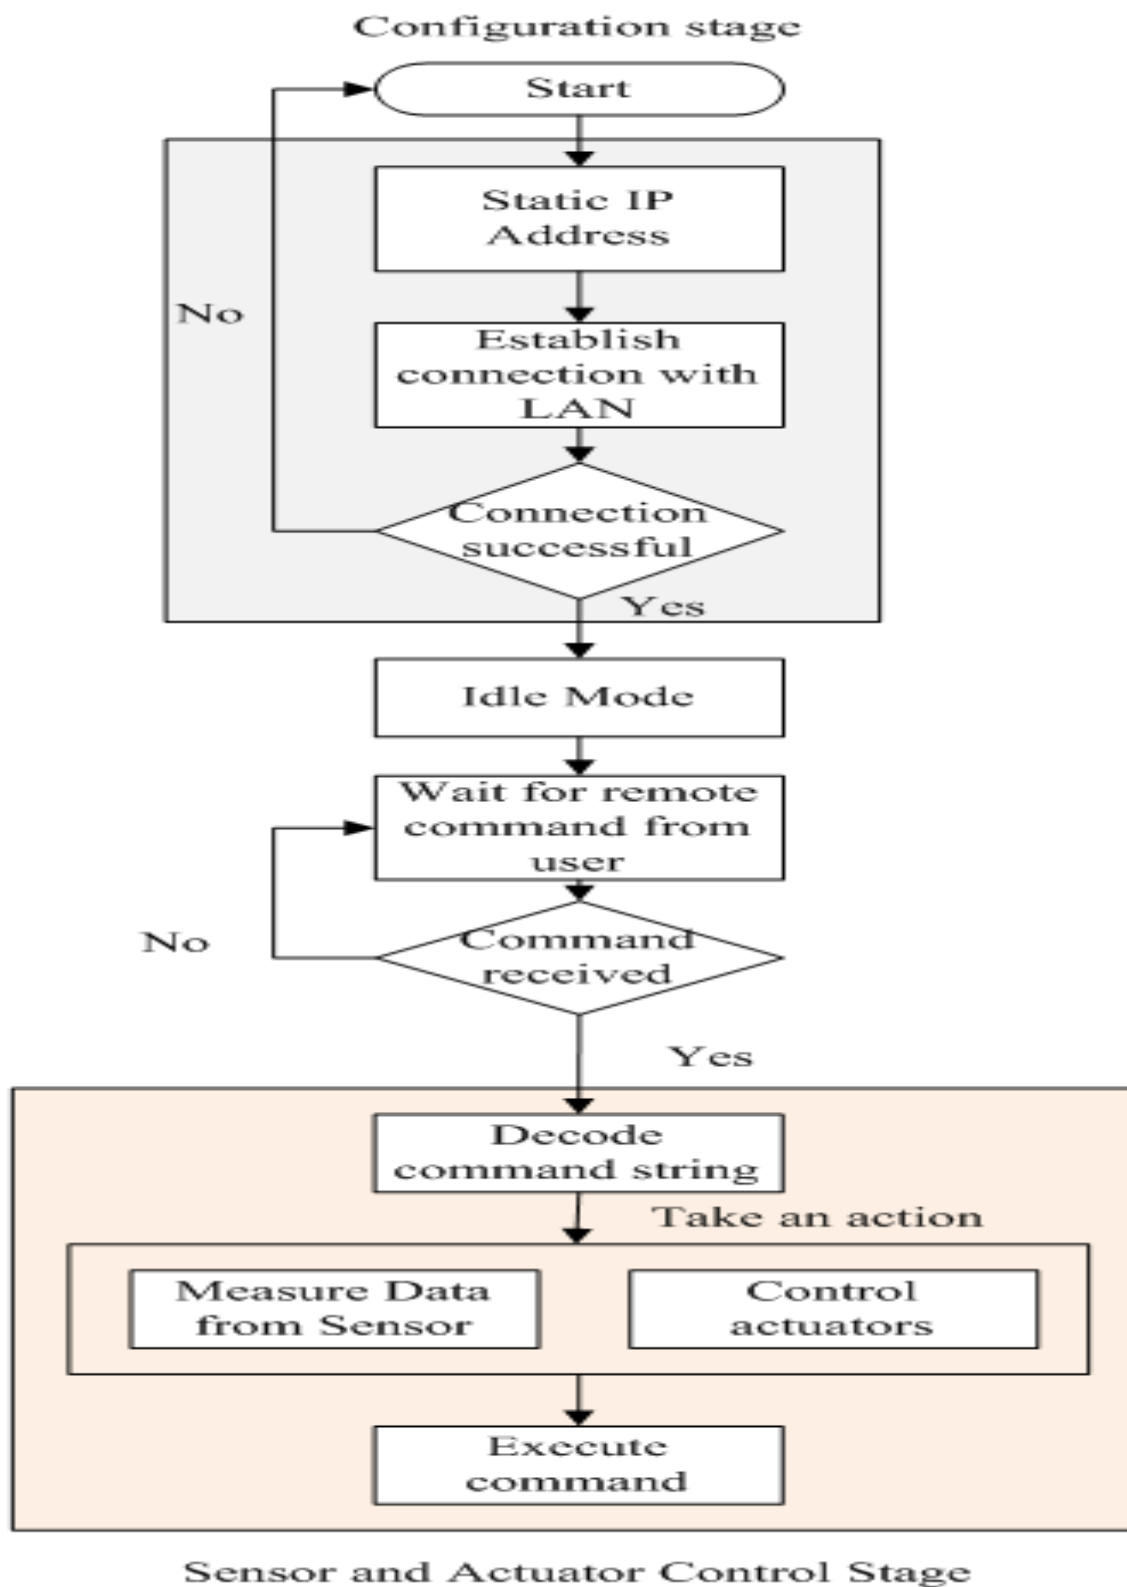 Configuration stage
Start
Static IP
Address
No
Establish
connection with
LAN
Connection
successful
Yes
Idle Mode
Wait for remote
command from
user
No
Command
received
Yes
Decode
command string
Take an action
Measure Data
from Sensor
Control
actuators
Execute
command
Sensor and Actuator Control Stage